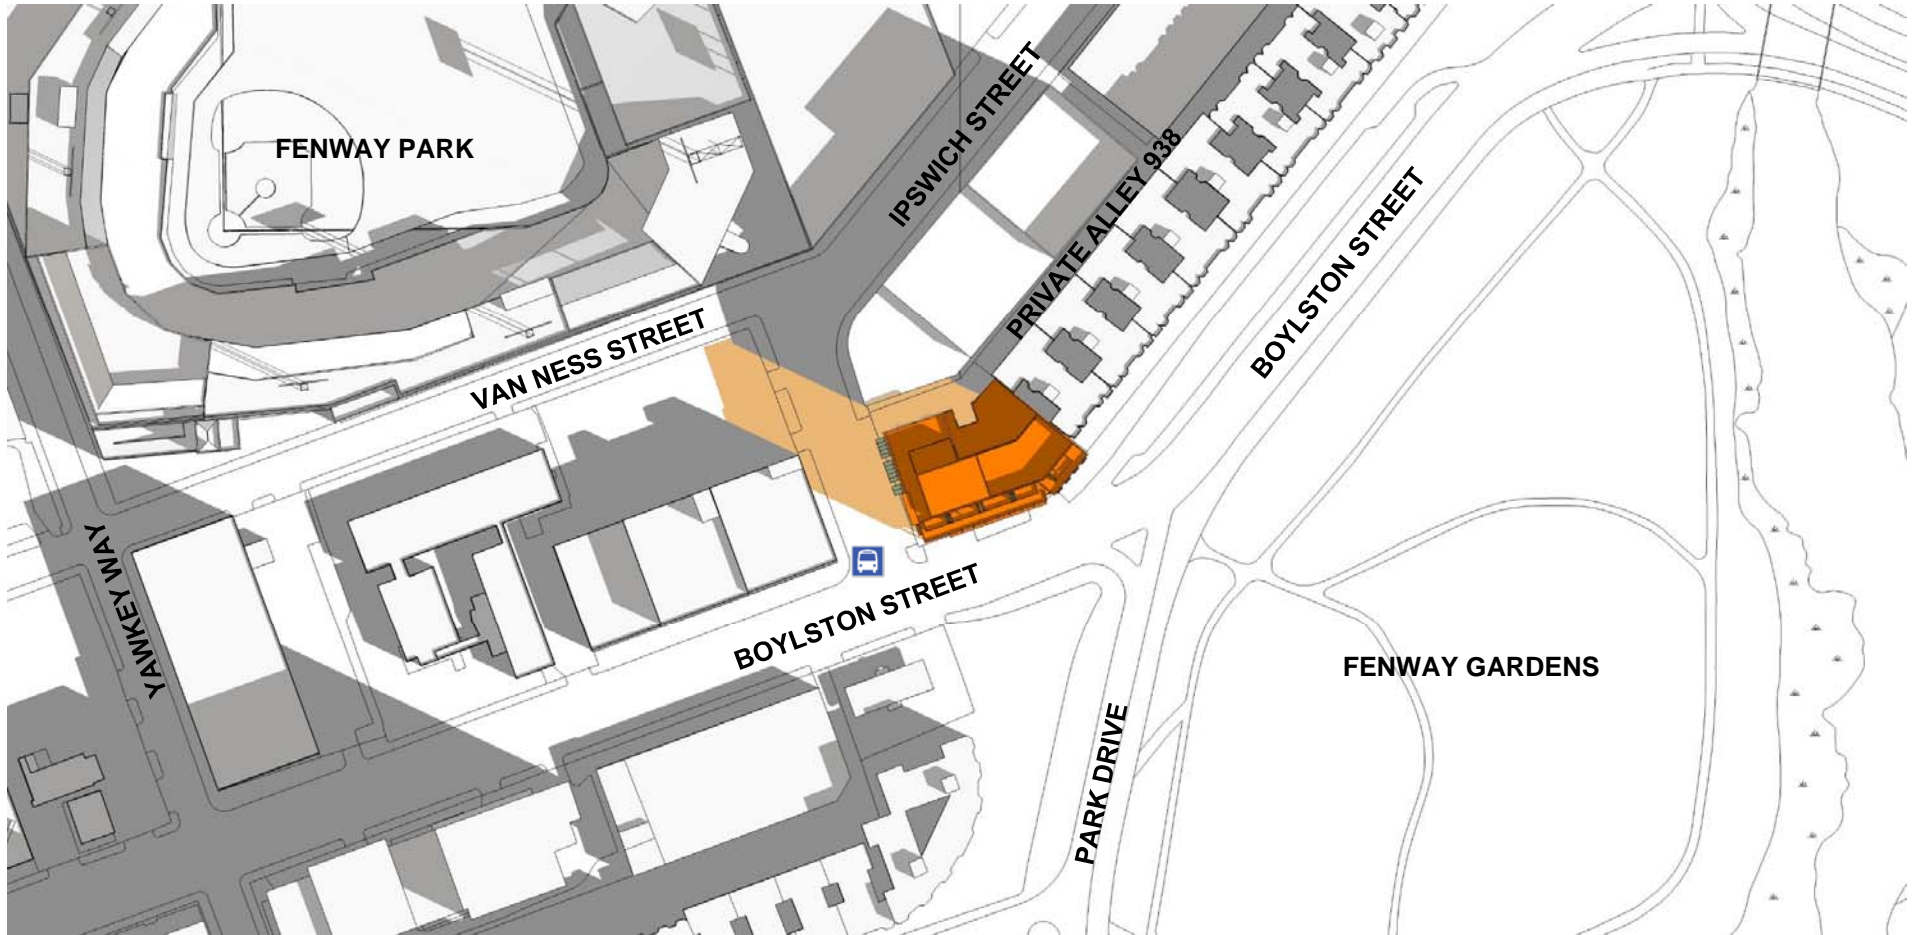 FENWAY PARK
IPSWICH STREET
PRIVATE ALLEY 938
BOYLSTON STREET
VAN NESS STREET
YAWKEY WAY
BOYLSTON STREET
FENWAY GARDENS
PARK DRIVE